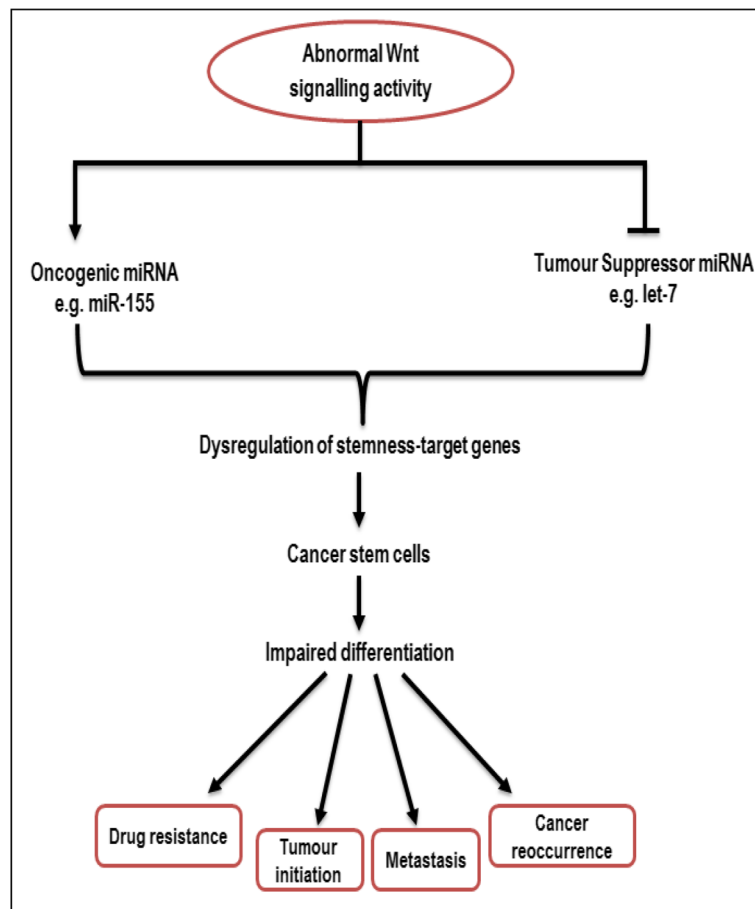 Abnormal Wnt
signalling activity
Oncogenic miRNA
e.g. miR-155
Tumour Suppressor miRNA
e.g. let-7
Dysregulation of stemness-target genes
Cancer stem cells
Impaired differentiation
Drug resistance
Tumour
initiation
Metastasis
Cancer
reoccurrence